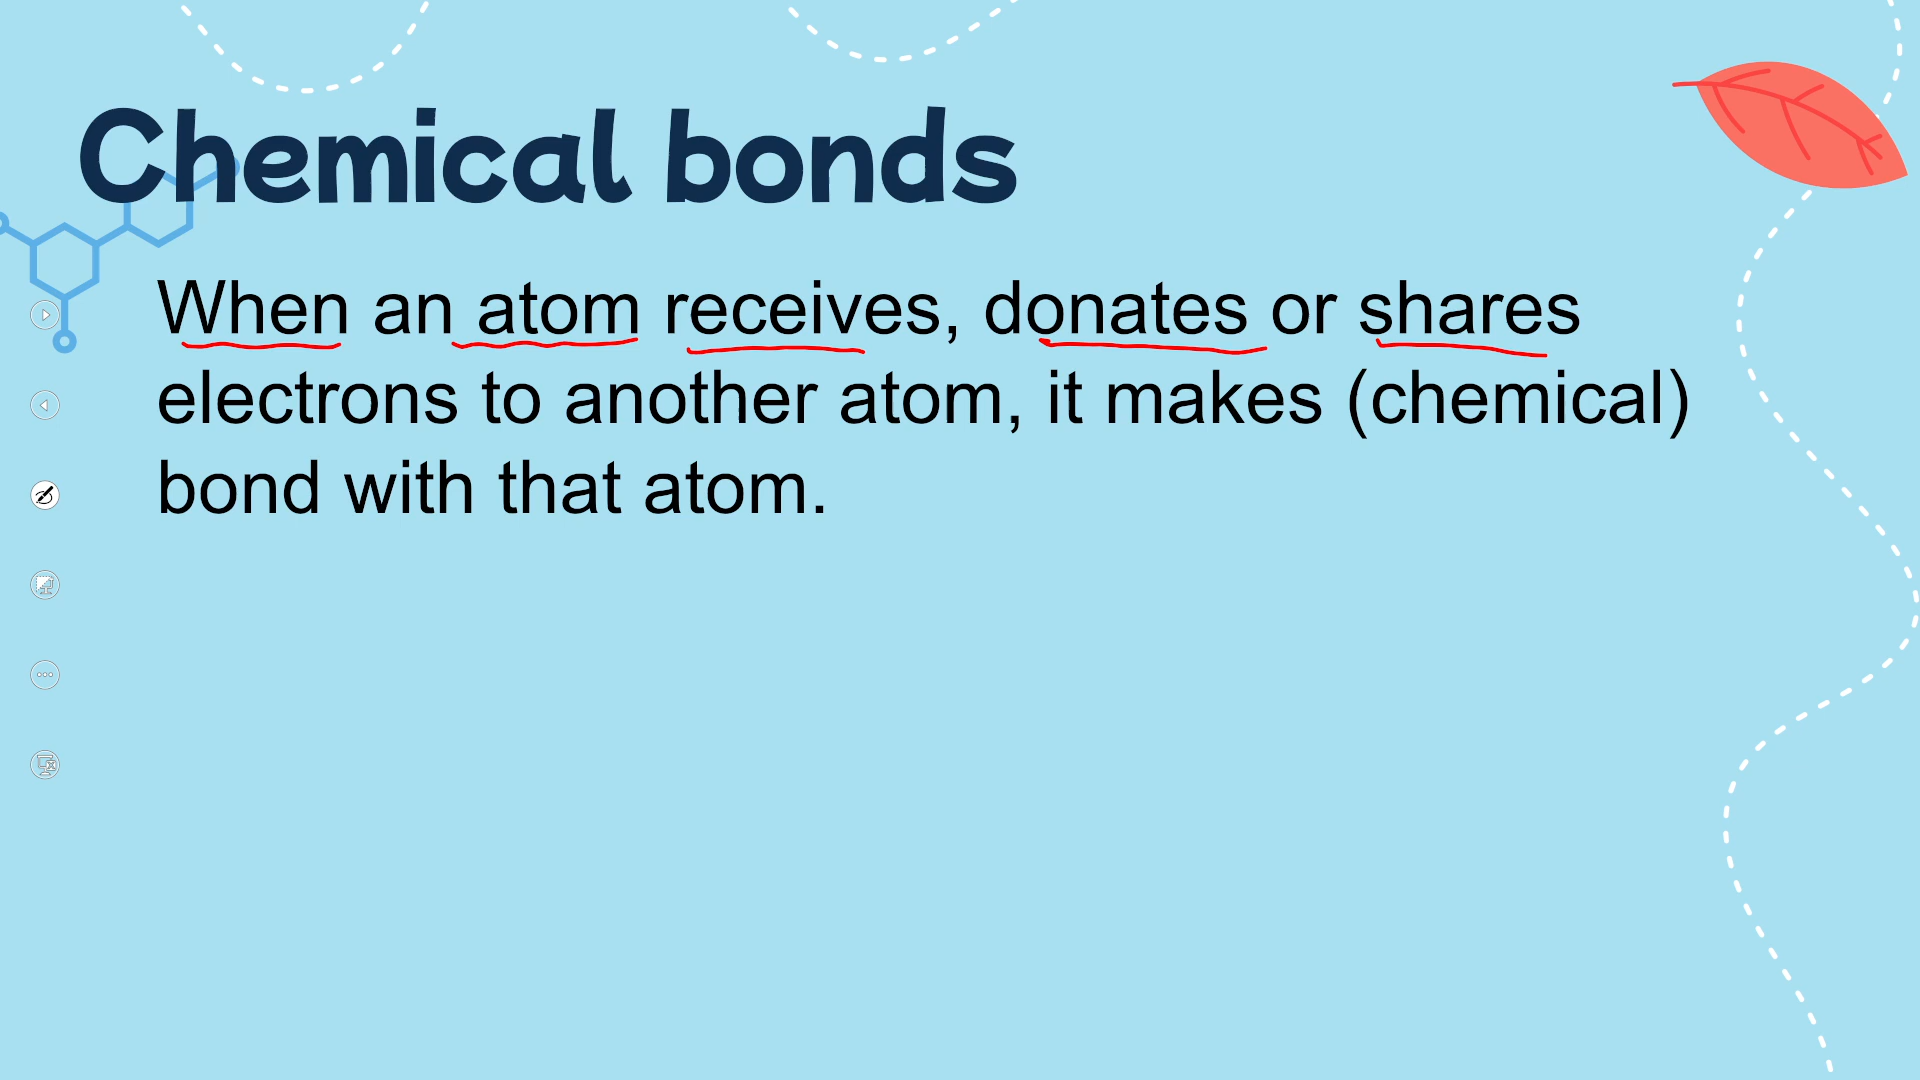 Chemical bonds
When an atom receives, donates or shares
electrons to another atom, it makes (chemical)
bond with that atom.